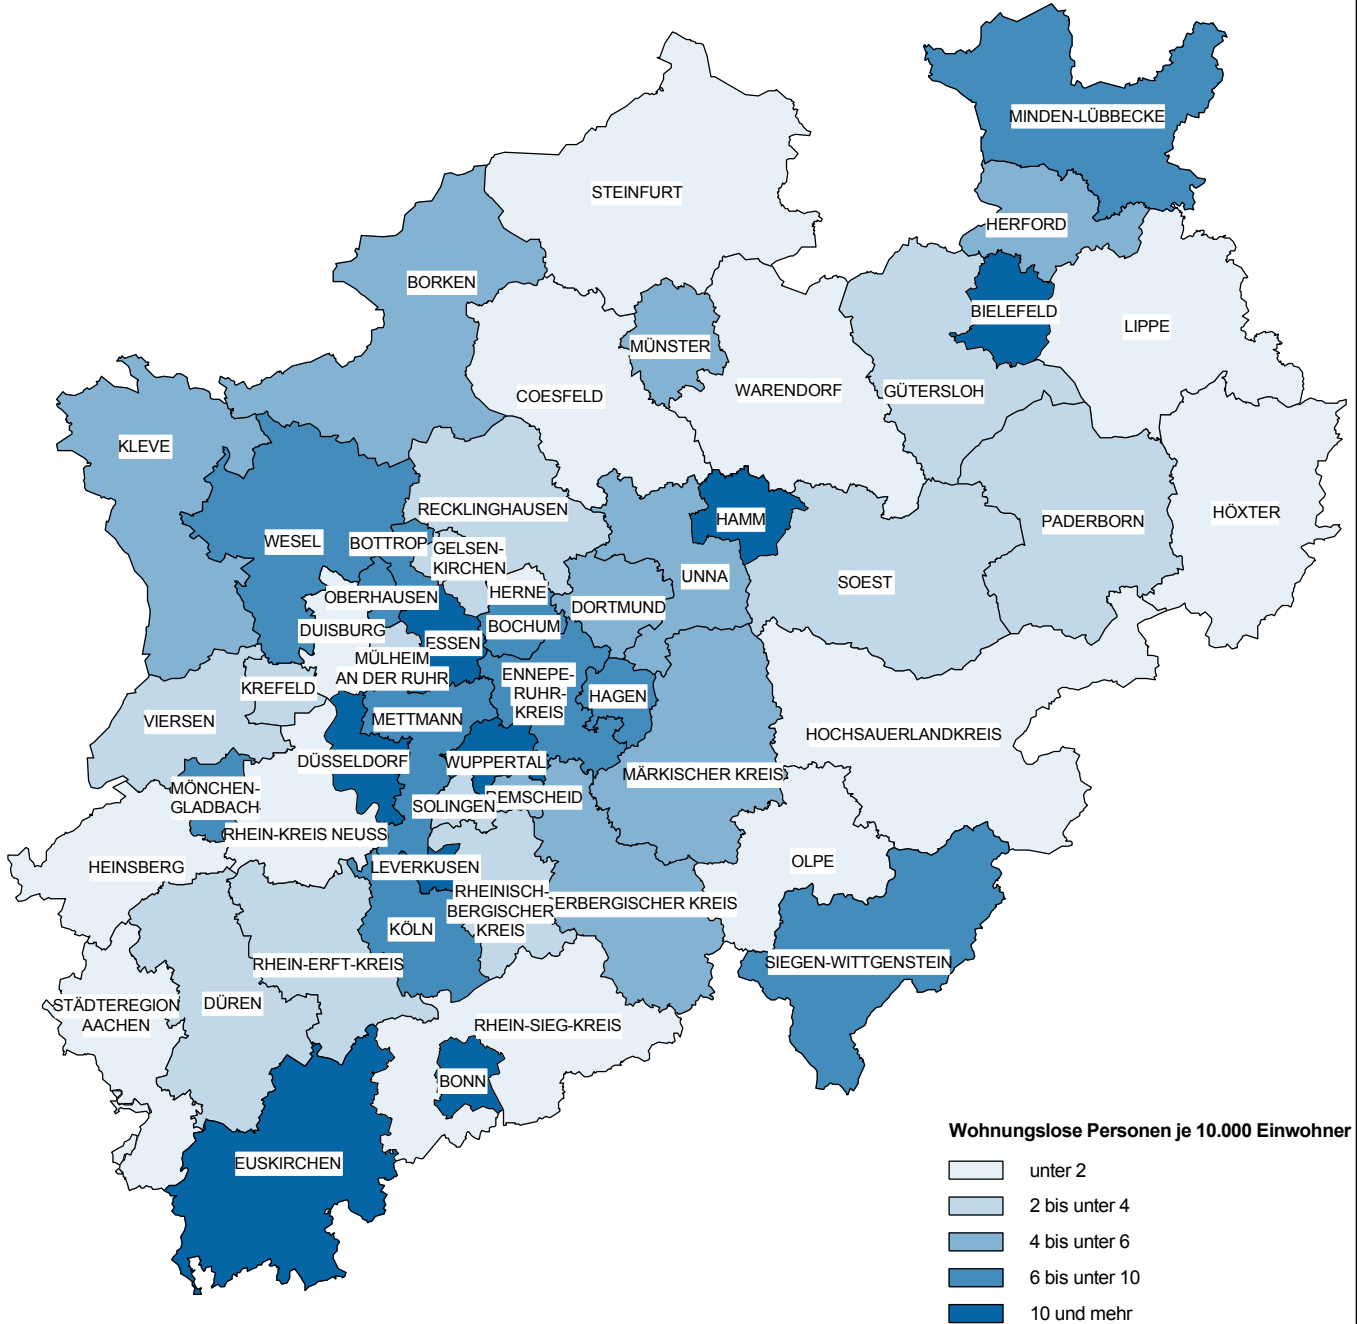 MINDEN-LÜBBECKE
STEINFURT
HERFORD
BORKEN
BIELEFELD
LIPPE
MÜNSTER
WARENDORF
GÜTERSLOH
COESFELD
KLEVE
RECKLINGHAUSEN
HAMM
HÖXTER
PADERBORN
WESEL
BOTTROP
GELSEN-
KIRCHEN
UNNA
SOEST
HERNE
OBERHAUSEN
DORTMUND
BOCHUM
DUISBURG
ESSEN
MÜLHEIM
AN DER RUHR
ENNEPE-
RUHR-
KREIS
HAGEN
KREFELD
VIERSEN
METTMANN
HOCHSAUERLANDKREIS
DÜSSELDORF
WUPPERTAL
MÄRKISCHER KREIS
MÖNCHEN-
GLADBACH
SOLINGEN
REMSCHEID
RHEIN-KREIS NEUSS
HEINSBERG
LEVERKUSEN
OLPE
RHEINISCH-
BERGISCHER
KREIS
ERBERGISCHER KREIS
KÖLN
RHEIN-ERFT-KREIS
SIEGEN-WITTGENSTEIN
STÄDTEREGION
AACHEN
DÜREN
RHEIN-SIEG-KREIS
BONN
EUSKIRCHEN
Wohnungslose Personen je 10.000 Einwohner
unter 2
2 bis unter 4
4 bis unter 6
6 bis unter 10
10 und mehr